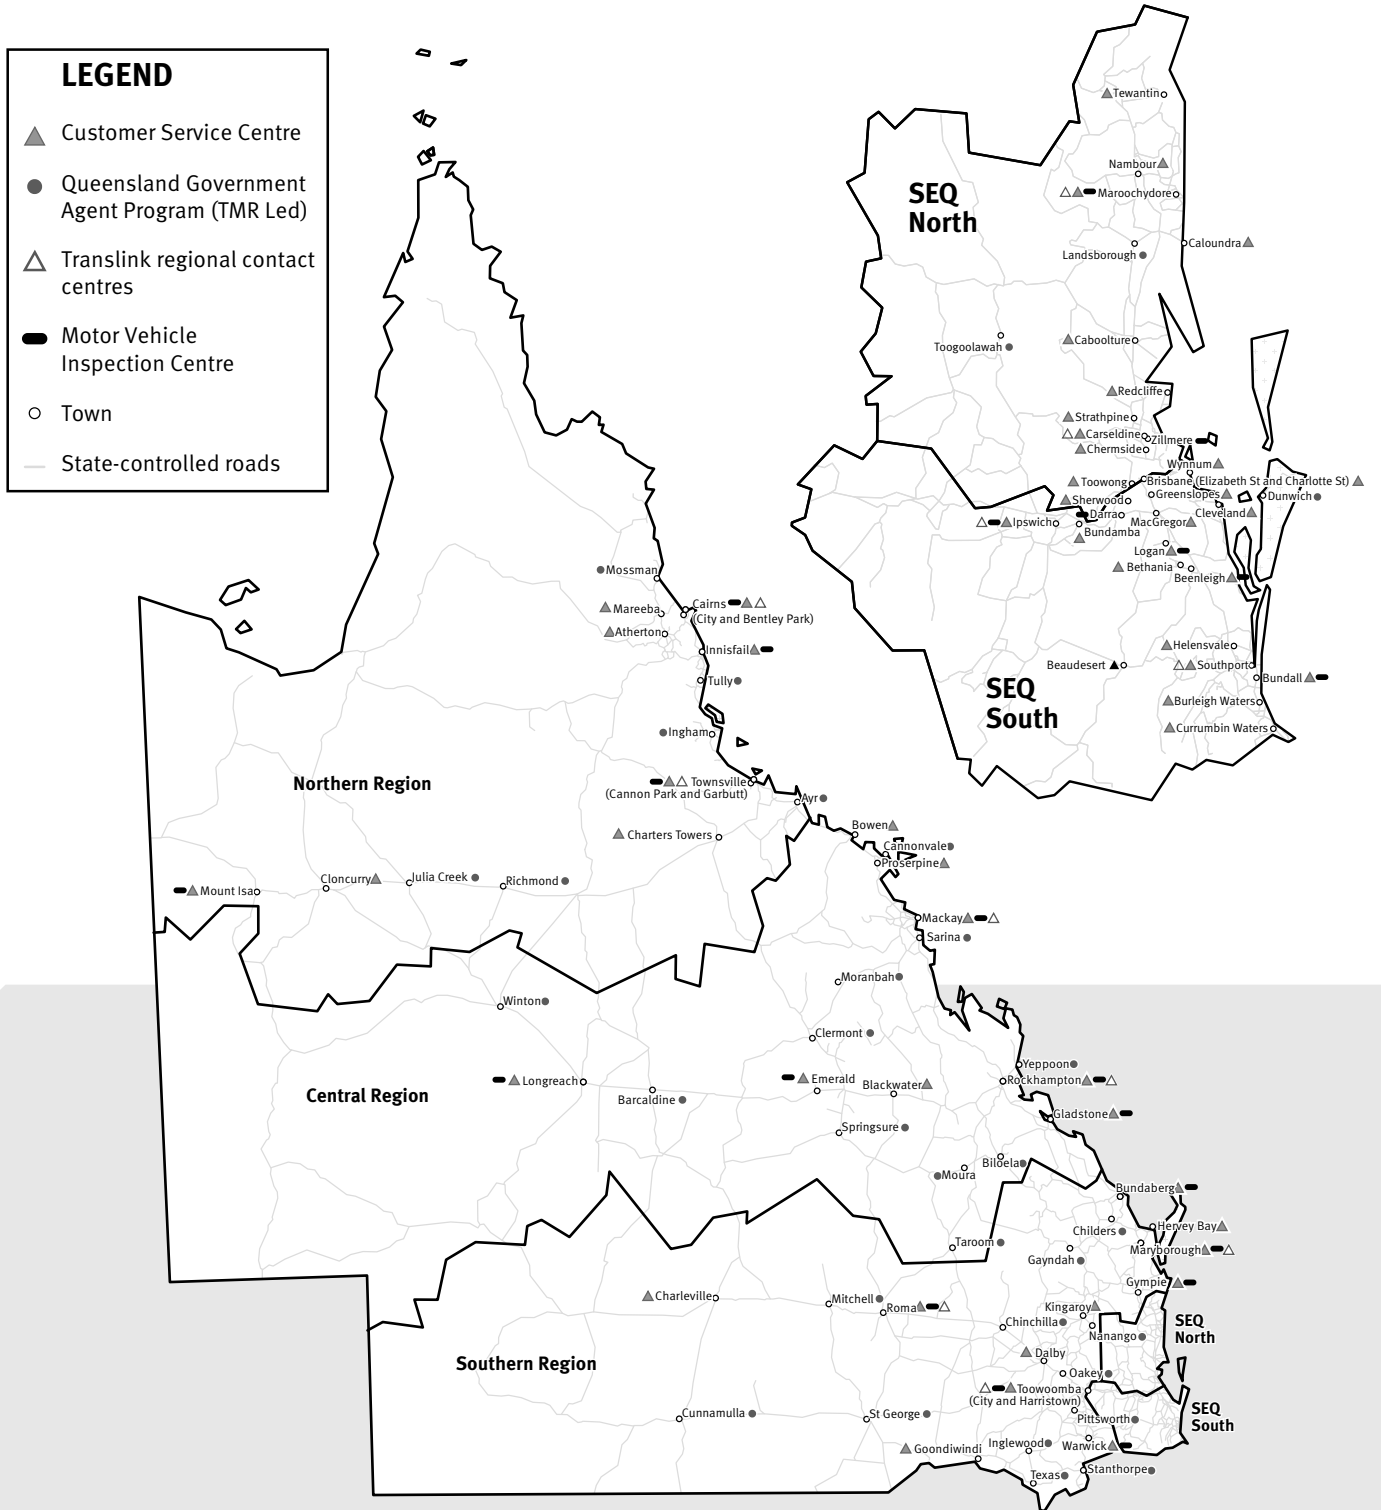 LEGEND
Customer Service Centre
Queensland Government
Agent Program (TMR Led)
Translink regional contact
centres
Motor Vehicle
Inspection Centre
Town
State-controlled roads
SEQ
North
Tewantin
Nambour
Maroochydore
Caloundra
Landsborough
Toogoolawah
Caboolture
Redcliffe
Strathpine
Carseldine
Zillmere
Chermside
Wynnum
Toowong
Brisbane (Elizabeth St and Charlotte St)
Greenslopes
Dunwich
Sherwood
Darra
Cleveland
Ipswich
MacGregor
Bundamba
Logan
Bethania
Beenleigh
Helensvale
Beaudesert
Southport
Bundall
SEQ
South
Burleigh Waters
Currumbin Waters
Mossman
Mareeba
Cairns
(City and Bentley Park)
Atherton
Innisfail
Tully
Ingham
Northern Region
Townsville
(Cannon Park and Garbutt)
Ayr
Charters Towers
Bowen
Cannonvale
Proserpine
Mount Isa
Cloncurry
Julia Creek
Richmond
Mackay
Sarina
Moranbah
Winton
Clermont
Yeppoon
Longreach
Emerald
Blackwater
Rockhampton
Central Region
Barcaldine
Gladstone
Springsure
Biloela
Moura
Bundaberg
Childers
Hervey Bay
Taroom
Maryborough
Gayndah
Gympie
Charleville
Mitchell
Roma
Kingaroy
Chinchilla
Nanango
SEQ
North
Dalby
Southern Region
Oakey
Toowoomba
(City and Harristown)
Cunnamulla
St George
Pittsworth
SEQ
South
Goondiwindi
Inglewood
Warwick
Texas
Stanthorpe